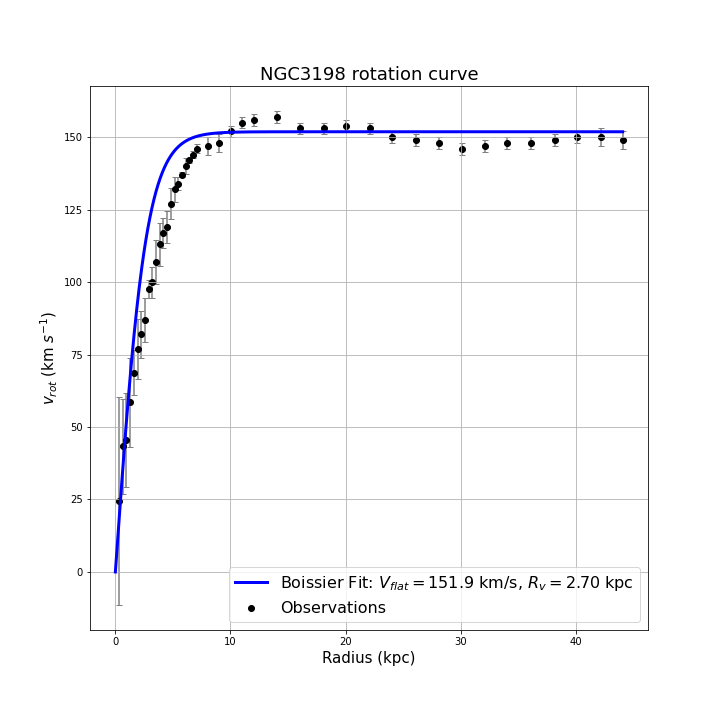 NGC3198 rotation curve
150
125
100
75
50
25
0
v_rot (km s⁻¹)
Boissier Fit: V_flat = 151.9 km/s, R_v = 2.70 kpc
Observations
0 10 20 30 40
Radius (kpc)